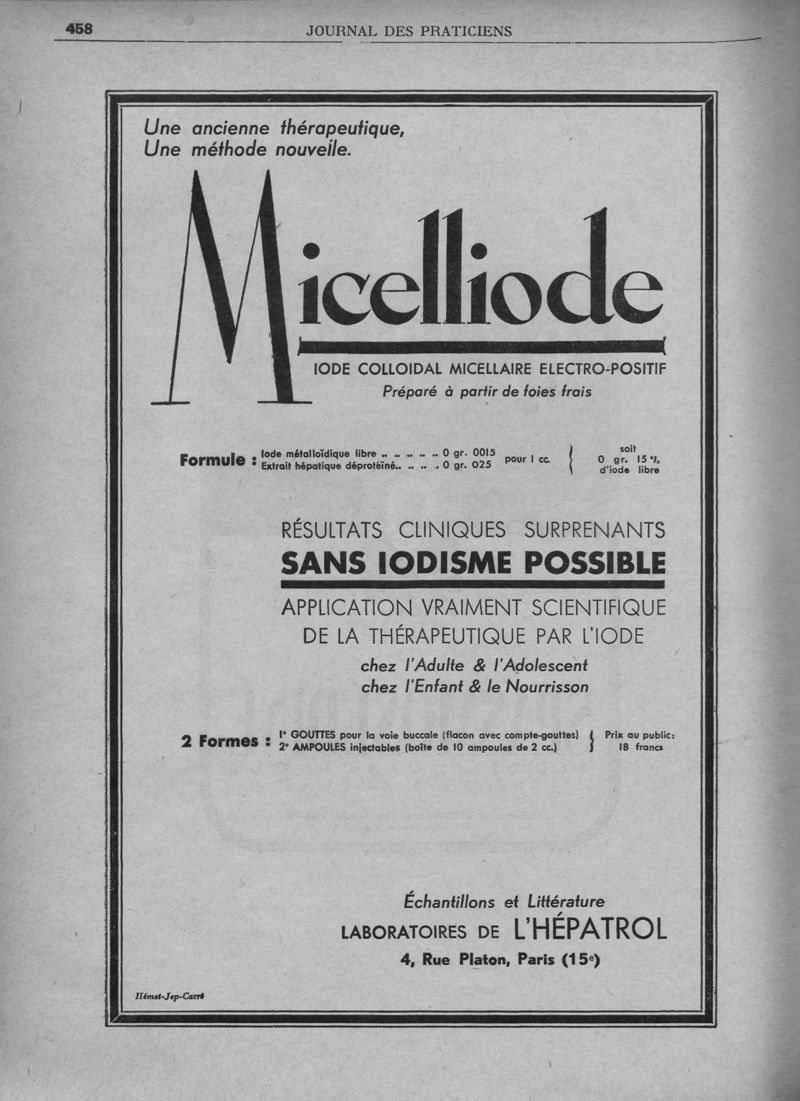 458
JOURNAL DES PRATICIENS
Une ancienne thérapeutique,
Une méthode nouvelle.
Micelliode
IODE COLLOIDAL MICELLAIRE ELECTRO-POSITIF
Préparé à partir de foies frais
Formule : Iode métalloïdique libre .. .. .. .. .. 0 gr. 0015
Extrait hépatique déprotéiné.. .. .. . 0 gr. 025
pour 1 cc.
soit
0 gr. 15 %
d'iode libre
RÉSULTATS CLINIQUES SURPRENANTS
SANS IODISME POSSIBLE
APPLICATION VRAIMENT SCIENTIFIQUE
DE LA THÉRAPEUTIQUE PAR L'IODE
chez l'Adulte & l'Adolescent
chez l'Enfant & le Nourrisson
2 Formes : 1° GOUTTES pour la voie buccale (flacon avec compte-gouttes)
2° AMPOULES injectables (boîte de 10 ampoules de 2 cc.)
Prix au public:
18 francs
Échantillons et Littérature
LABORATOIRES DE L'HÉPATROL
4, Rue Platon, Paris (15e)
Hémet-Jep-Carré